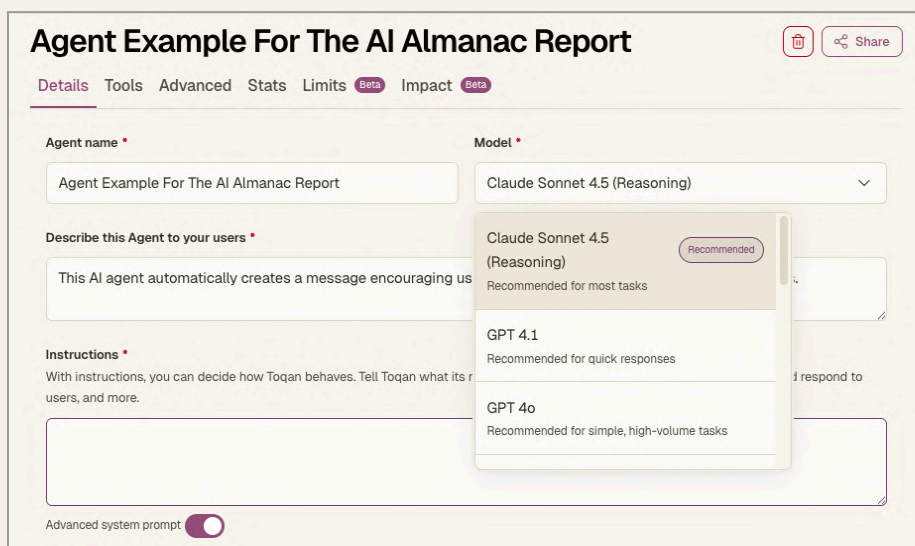 Agent Example For The AI Almanac Report
Share
Details Tools Advanced Stats Limits Beta Impact Beta
Agent name *
Agent Example For The AI Almanac Report
Model *
Claude Sonnet 4.5 (Reasoning)
Claude Sonnet 4.5
(Reasoning)
Recommended
Recommended for most tasks
GPT 4.1
Recommended for quick responses
GPT 4o
Recommended for simple, high-volume tasks
Describe this Agent to your users *
This AI agent automatically creates a message encouraging us
Instructions *
With instructions, you can decide how Toqan behaves. Tell Toqan what its r
respond to
users, and more.
Advanced system prompt